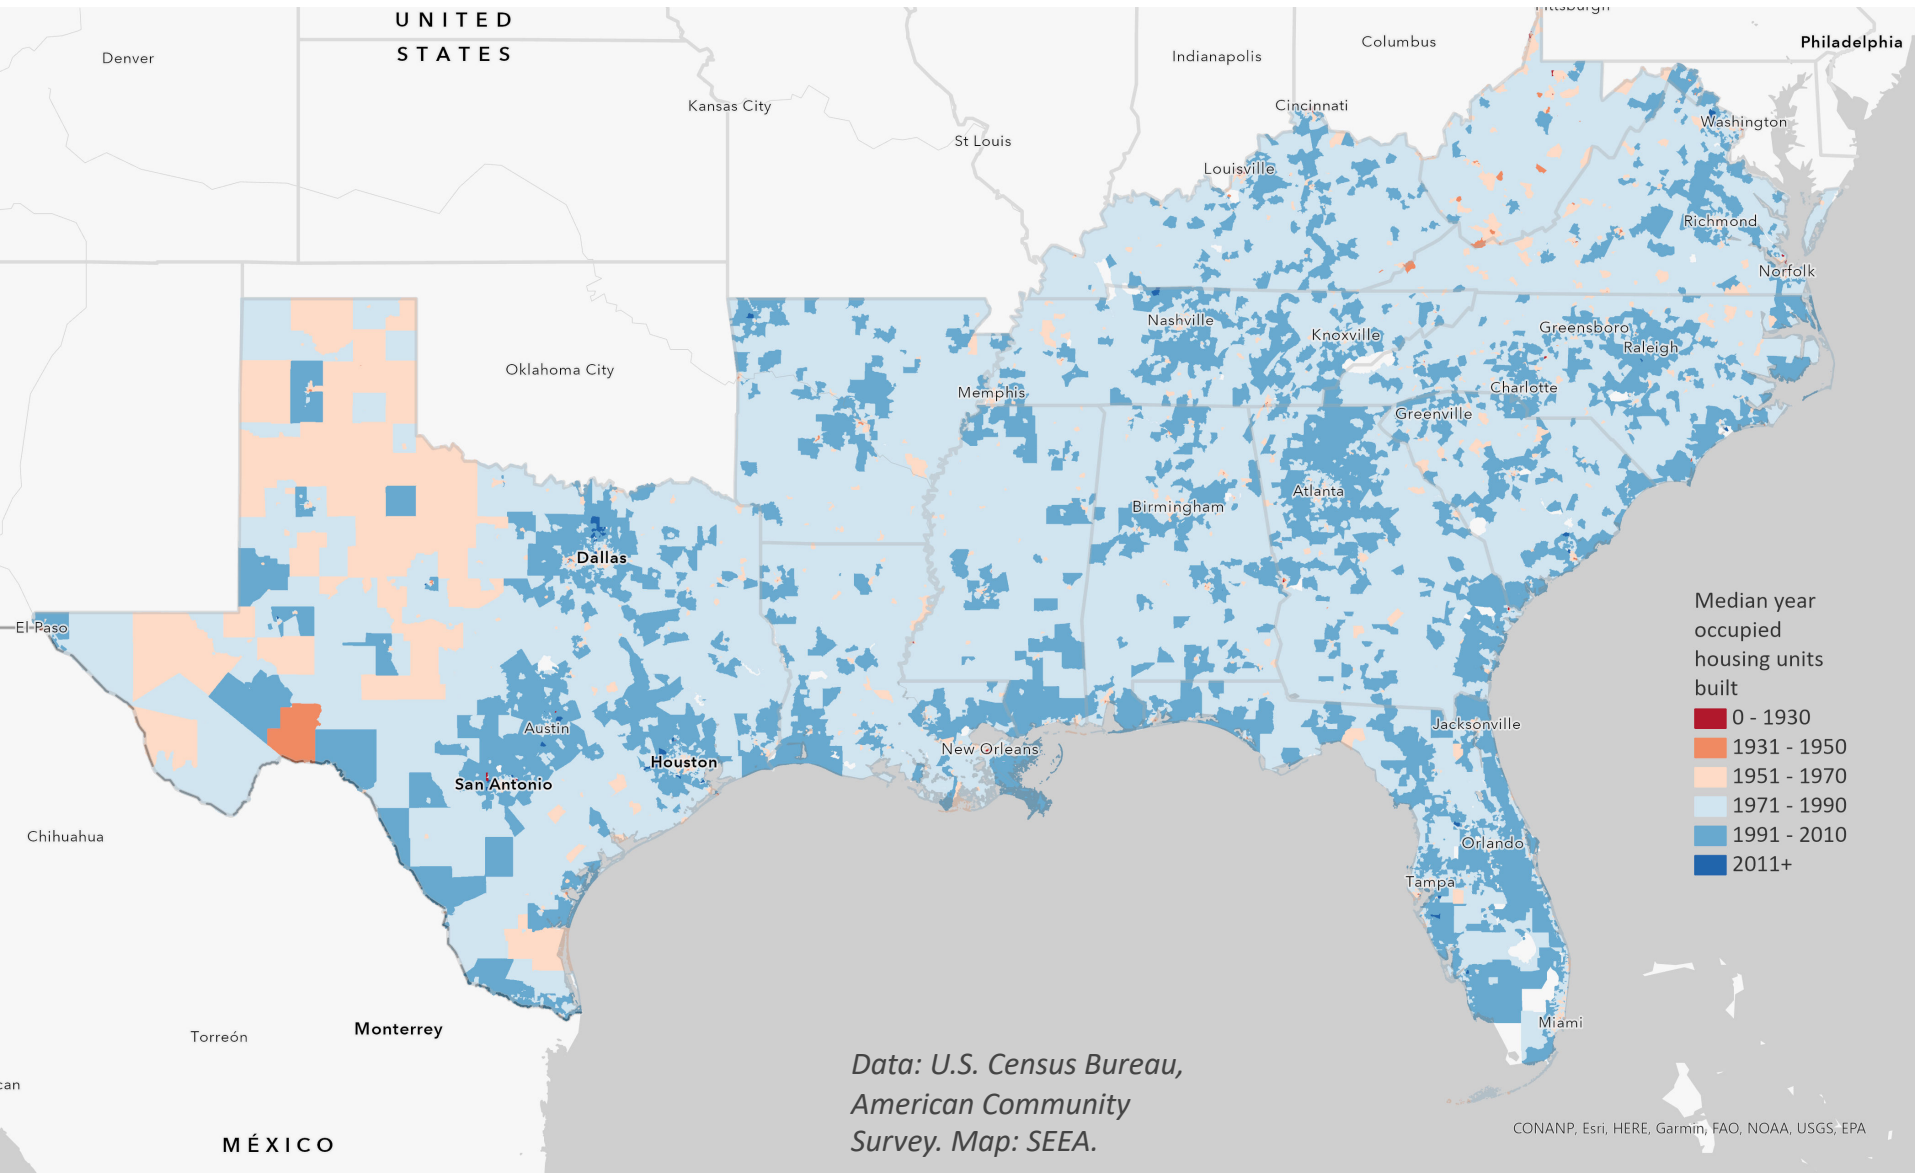 Pittsburgh
UNITED
STATES
Denver
Indianapolis
Columbus
Philadelphia
Kansas City
Cincinnati
St Louis
Washington
Louisville
Richmond
Norfolk
Nashville
Knoxville
Greensboro
Raleigh
Oklahoma City
Memphis
Charlotte
Greenville
Atlanta
Birmingham
Dallas
El Paso
Austin
Houston
San Antonio
New Orleans
Jacksonville
Median year
occupied
housing units
built
0 - 1930
1931 - 1950
1951 - 1970
1971 - 1990
1991 - 2010
2011+
Chihuahua
Orlando
Tampa
Miami
Torreón
Monterrey
can
MÉXICO
Data: U.S. Census Bureau,
American Community
Survey. Map: SEEA.
CONANP, Esri, HERE, Garmin, FAO, NOAA, USGS, EPA